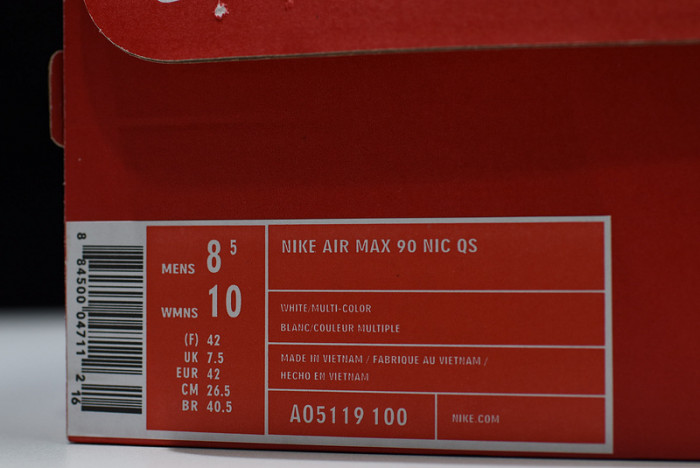 8 84500 04711 2 16
MENS 8 5
WMNS 10
(F) 42
UK 7.5
EUR 42
CM 26.5
BR 40.5
NIKE AIR MAX 90 NIC QS
WHITE/MULTI-COLOR
BLANC/COULEUR MULTIPLE
MADE IN VIETNAM / FABRIQUE AU VIETNAM /
HECHO EN VIETNAM
AO5119 100
NIKE.COM